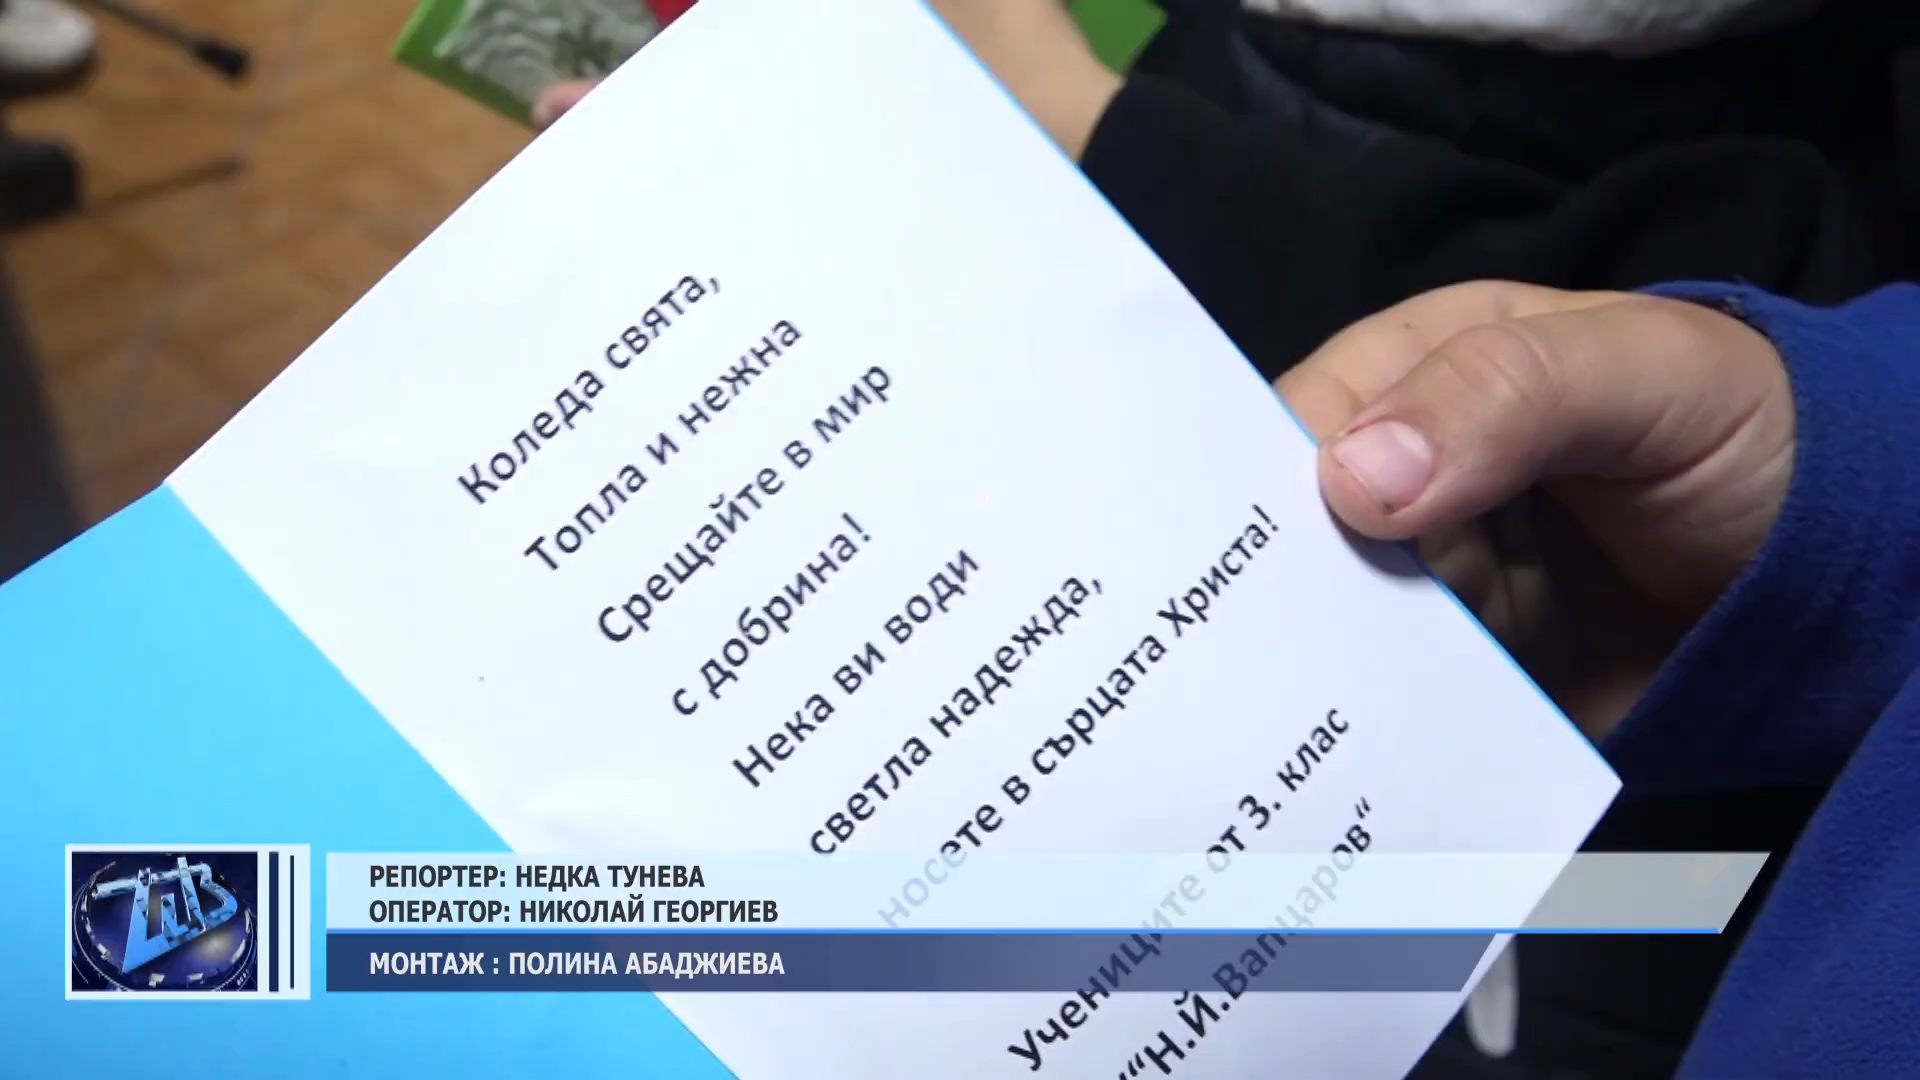 Коледа свята,
Топла и нежна
Срещайте в мир
с добрина!
Нека ви води
светла надежда,
носете в сърцата Христа!
Учениците от 3. клас
"Н.Й.Вапцаров“
РЕПОРТЕР: НЕДКА ТУНЕВА
ОПЕРАТОР: НИКОЛАЙ ГЕОРГИЕВ
МОНТАЖ : ПОЛИНА АБАДЖИЕВА